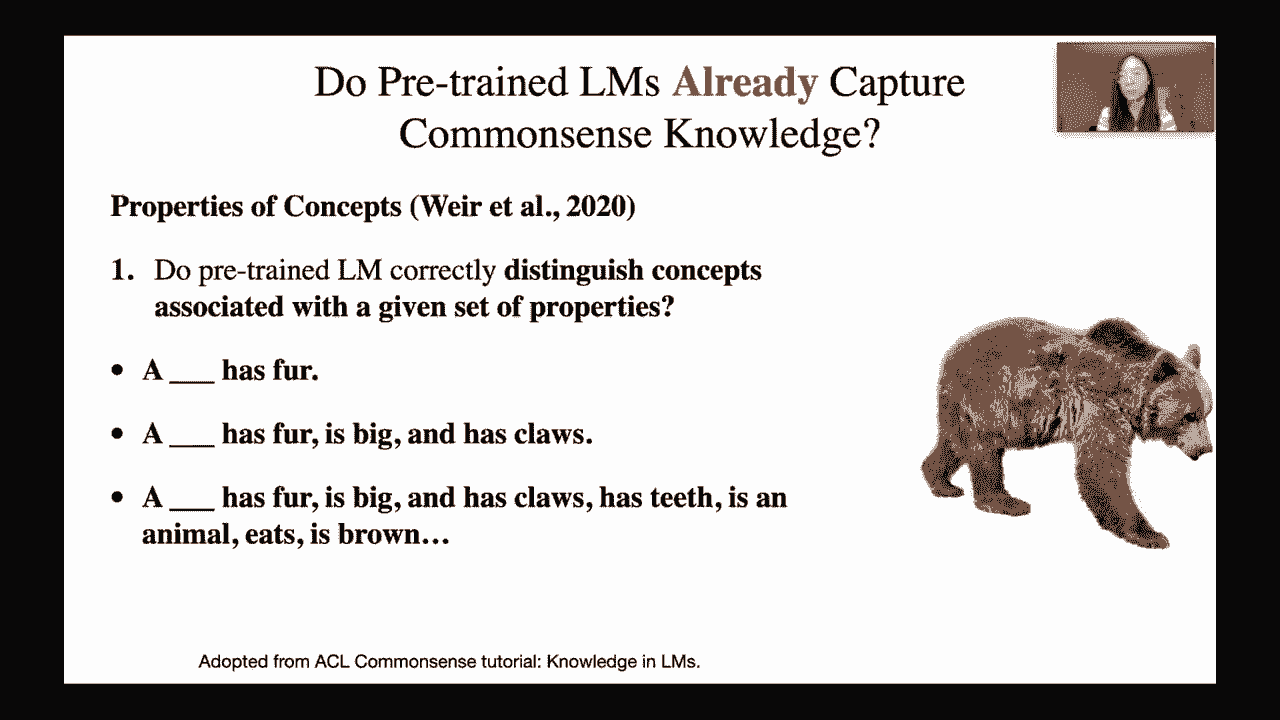 Do Pre-trained LMs Already Capture
Commonsense Knowledge?
Properties of Concepts (Weir et al., 2020)
1. Do pre-trained LM correctly distinguish concepts
associated with a given set of properties?
• A ___ has fur.
• A ___ has fur, is big, and has claws.
• A ___ has fur, is big, and has claws, has teeth, is an
animal, eats, is brown…
Adopted from ACL Commonsense tutorial: Knowledge in LMs.